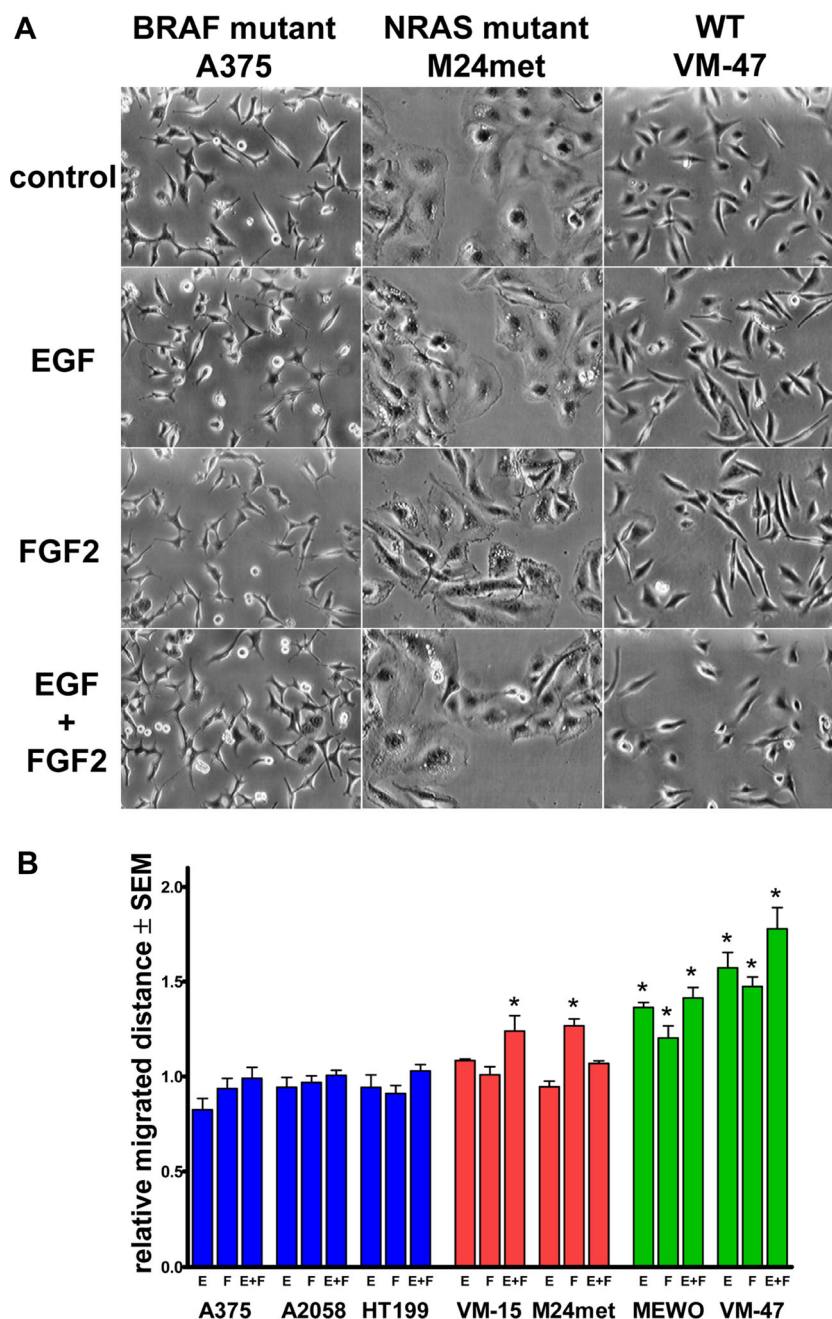 A
BRAF mutant NRAS mutant WT
A375 M24met VM-47
control
EGF
FGF2
EGF
+
FGF2
B
relative migrated distance ± SEM
2.0
1.5
1.0
0.5
0.0
* * * * * * * *
E F E+F E F E+F E F E+F E F E+F E F E+F E F E+F E F E+F
A375 A2058 HT199 VM-15 M24met MEWO VM-47